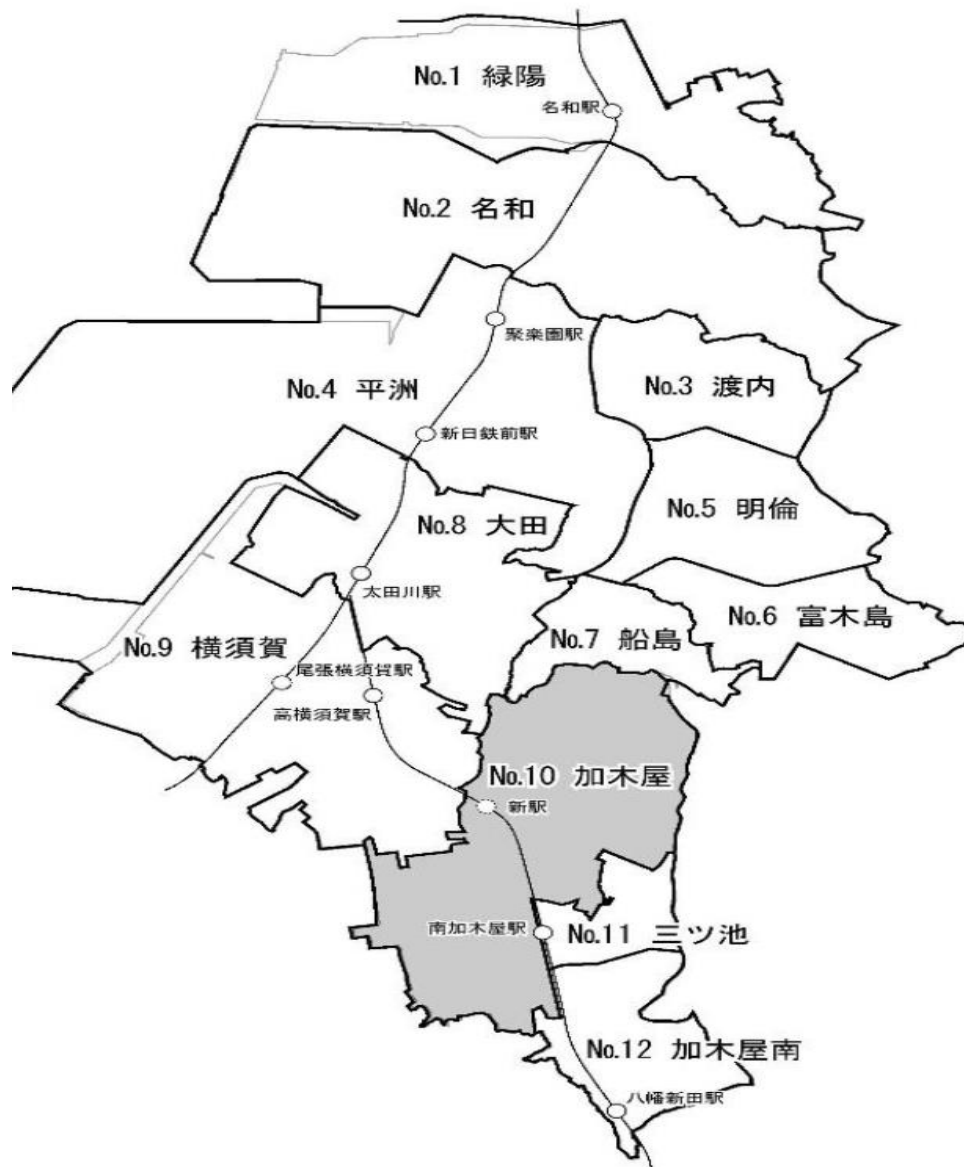 No.1 緑陽
名和駅
No.2 名和
聚楽園駅
No.3 渡内
No.4 平洲
新日鉄前駅
No.5 明倫
No.8 大田
太田川駅
No.6 富木島
No.7 船島
No.9 横須賀
尾張横須賀駅
高横須賀駅
No.10 加木屋
新駅
南加木屋駅
No.11 三ツ池
No.12 加木屋南
八幡新田駅